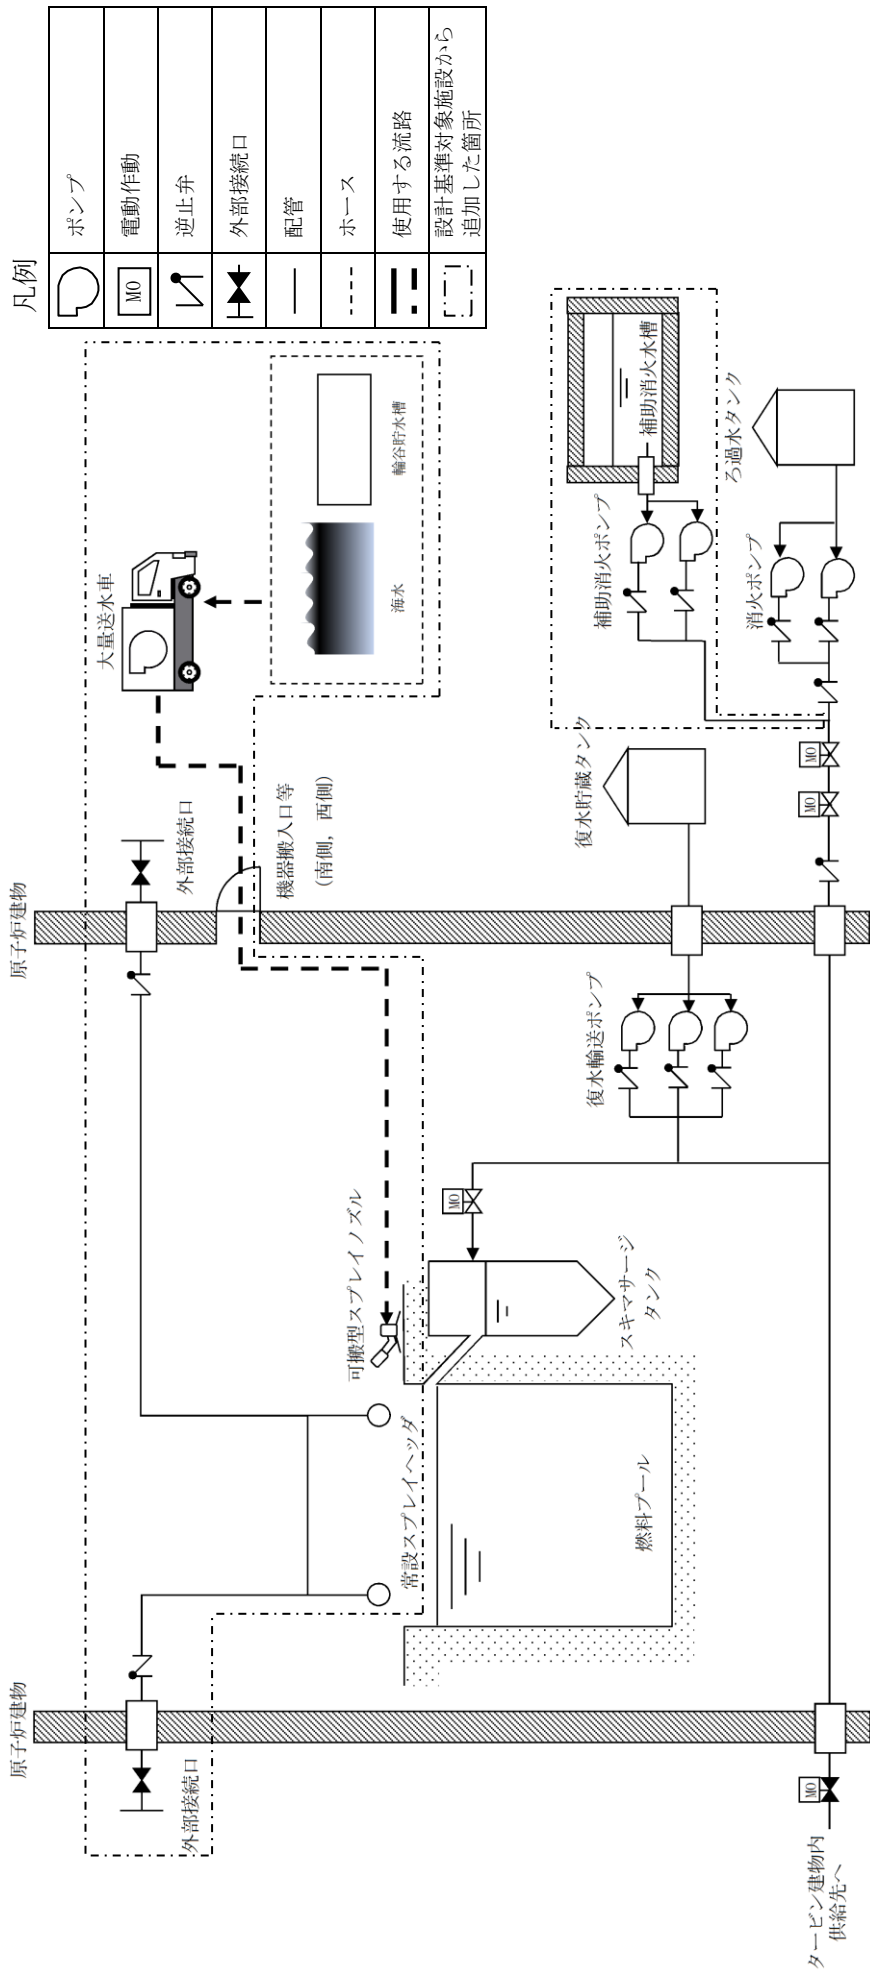 凡例
ポンプ
MO
電動作動
逆止弁
外部接続口
配管
ホース
使用する流路
設計基準対象施設から
追加した箇所
原子炉建物
原子炉建物
外部接続口
外部接続口
大量送水車
海水
輪谷貯水槽
機器搬入口等
(南側,西側)
可搬型スプレイノズル
常設スプレイヘッダ
燃料プール
スキマサージ
タンク
MO
復水輸送ポンプ
復水貯蔵タンク
補助消火ポンプ
補助消火水槽
消火ポンプ
ろ過水タンク
MO
MO
MO
タービン建物内
供給先へ